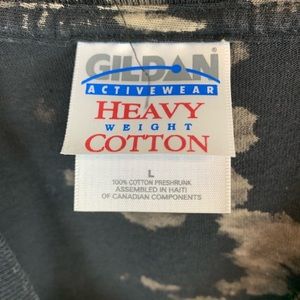 GILDAN
ACTIVEWEAR
HEAVY
WEIGHT
COTTON
L
100% COTTON PRESHRUNK
ASSEMBLED IN HAITI
OF CANADIAN COMPONENTS